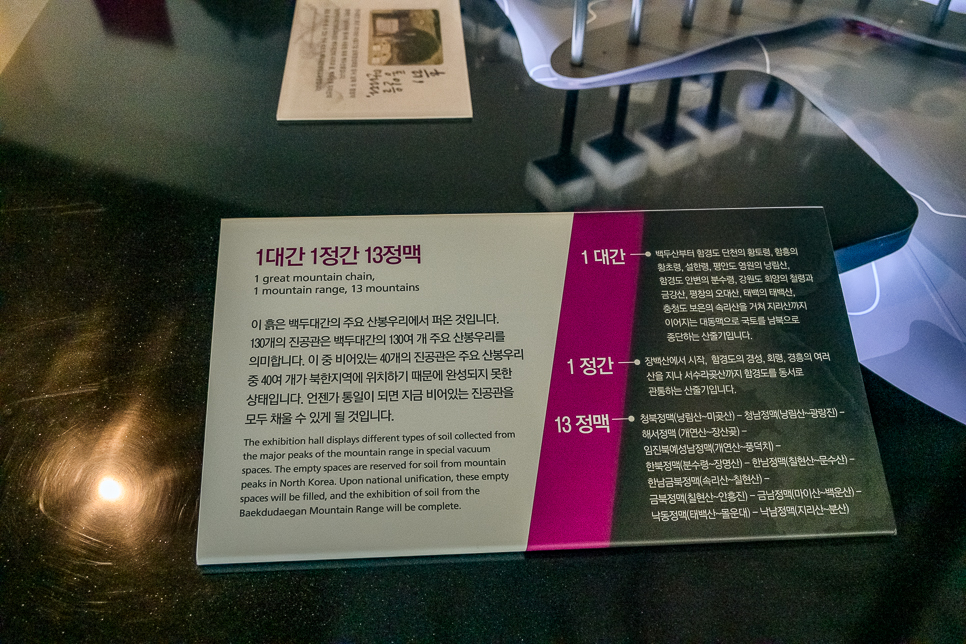 희망
통일을
1대간 1정간 13정맥
1 great mountain chain,
1 mountain range, 13 mountains
이 흙은 백두대간의 주요 산봉우리에서 퍼온 것입니다.
130개의 진공관은 백두대간의 130여 개 주요 산봉우리를
의미합니다. 이 중 비어있는 40개의 진공관은 주요 산봉우리
중 40여 개가 북한지역에 위치하기 때문에 완성되지 못한
상태입니다. 언젠가 통일이 되면 지금 비어있는 진공관을
모두 채울 수 있게 될 것입니다.
The exhibition hall displays different types of soil collected from
the major peaks of the mountain range in special vacuum
spaces. The empty spaces are reserved for soil from mountain
peaks in North Korea. Upon national unification, these empty
spaces will be filled, and the exhibition of soil from the
Baekdudaegan Mountain Range will be complete.
1 대간
백두산부터 함경도 단천의 황토령, 함흥의
황초령, 설한령, 평안도 영원의 낭림산,
함경도 안변의 분수령, 강원도 회양의 철령과
금강산, 평창의 오대산, 태백의 태백산,
충청도 보은의 속리산을 거쳐 지리산까지
이어지는 대동맥으로 국토를 남북으로
종단하는 산줄기입니다.
1 정간
장백산에서 시작, 함경도의 경성, 회령, 경흥의 여러
산을 지나 서수라곶산까지 함경도를 동서로
관통하는 산줄기입니다.
13 정맥
청북정맥(낭림산~미곶산) – 청남정맥(낭림산~광량진) –
해서정맥 (개연산~장산곶) –
임진북예성남정맥(개연산~풍덕치) –
한북정맥(분수령~장명산) – 한남정맥(칠현산~문수산) –
한남금북정맥(속리산~칠현산) –
금북정맥(칠현산~안흥진) – 금남정맥(마이산~백운산) –
낙동정맥(태백산~몰운대) – 낙남정맥(지리산~분산)